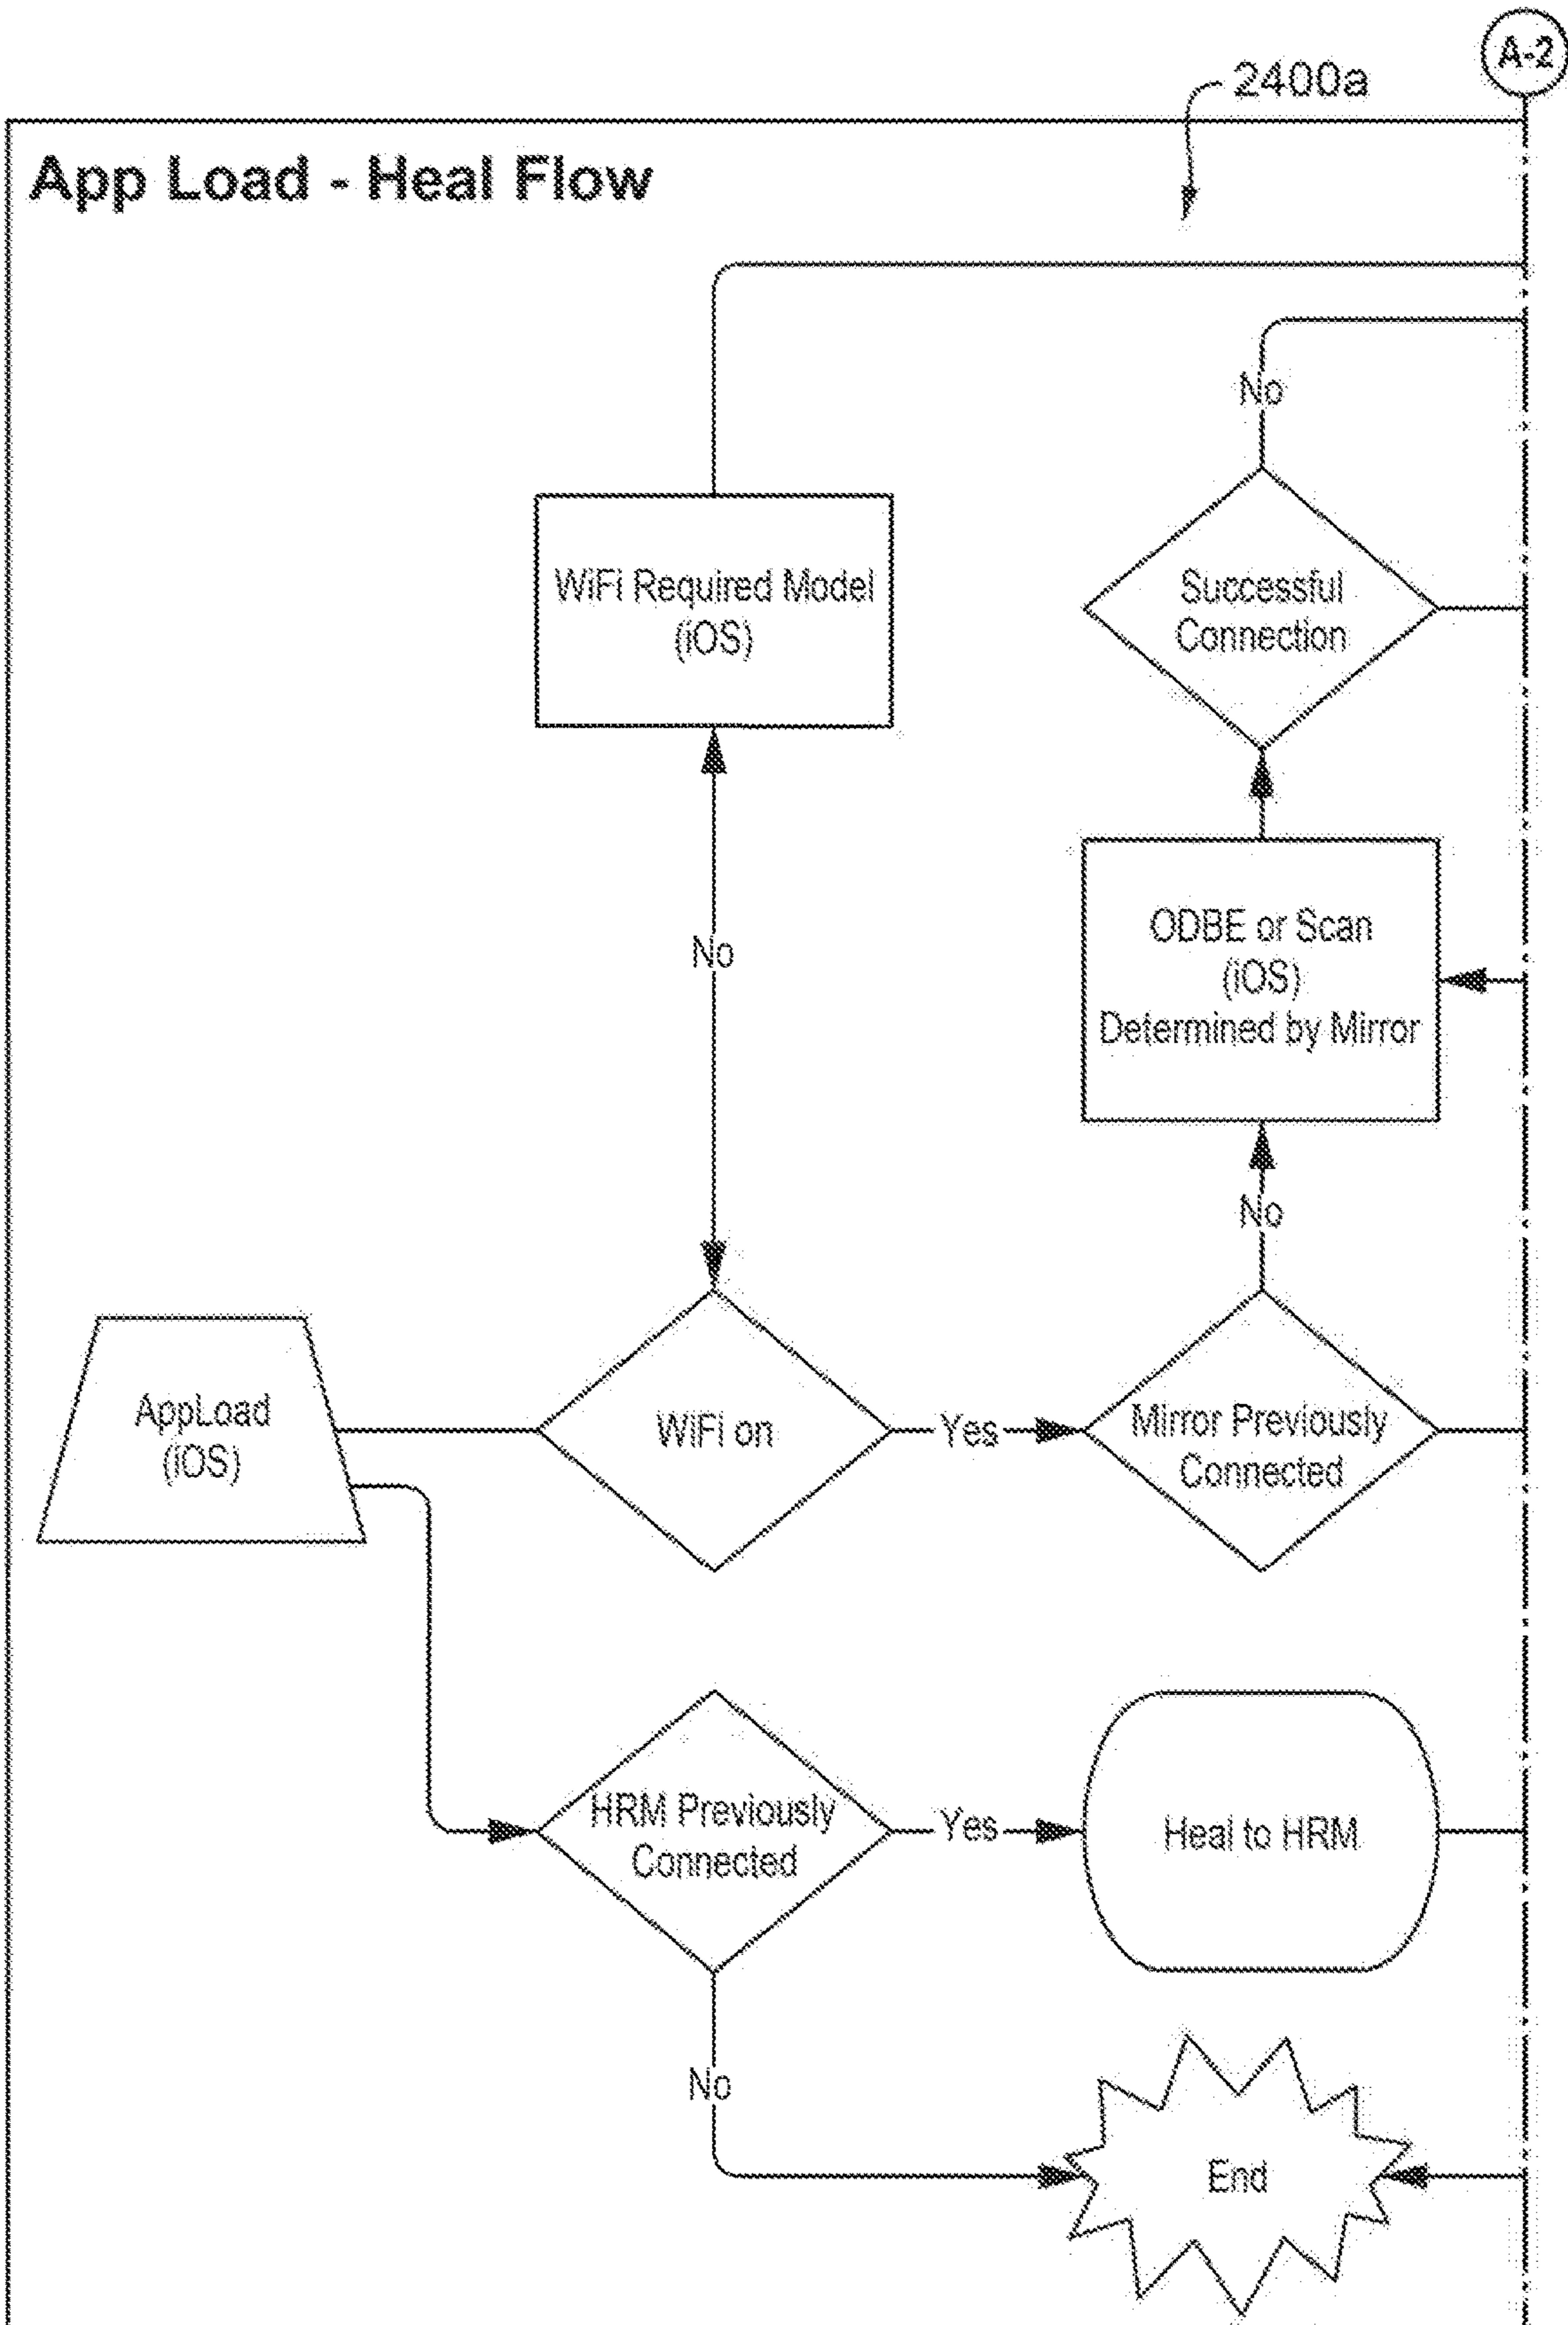 A-2
2400a
App Load - Heal Flow
No
WiFi Required Model
(iOS)
Successful
Connection
No
ODBE or Scan
(iOS)
Determined by Mirror
No
AppLoad
(iOS)
WiFi on
Yes
Mirror Previously
Connected
HRM Previously
Connected
Yes
Heal to HRM
No
End